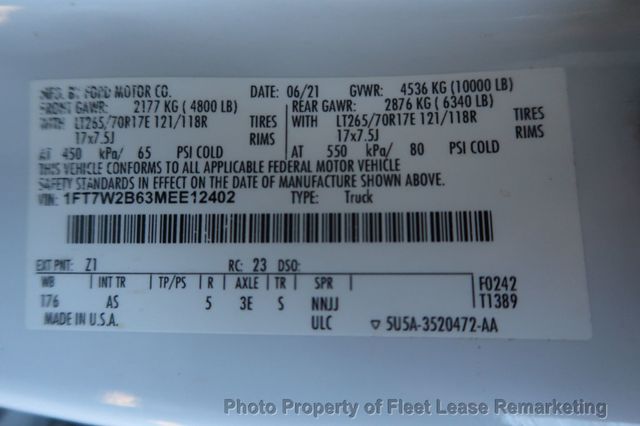 MFD. BY FORD MOTOR CO. DATE: 06/21 GVWR: 4536 KG (10000 LB)
FRONT GAWR: 2177 KG (4800 LB) REAR GAWR: 2876 KG (6340 LB)
WITH LT265/70R17E 121/118R TIRES WITH LT265/70R17E 121/118R TIRES
17x7.5J RIMS 17x7.5J RIMS
AT 450 kPa/ 65 PSI COLD AT 550 kPa/ 80 PSI COLD
THIS VEHICLE CONFORMS TO ALL APPLICABLE FEDERAL MOTOR VEHICLE
SAFETY STANDARDS IN EFFECT ON THE DATE OF MANUFACTURE SHOWN ABOVE.
VIN: 1FT7W2B63MEE12402 TYPE: Truck
EXT PNT: Z1 RC: 23 DSO:
WB INT TR TP/PS R AXLE TR SPR F0242
176 AS 5 3E S NNJJ T1389
MADE IN U.S.A. ULC ▽ 5U5A-3520472-AA
Photo Property of Fleet Lease Remarketing